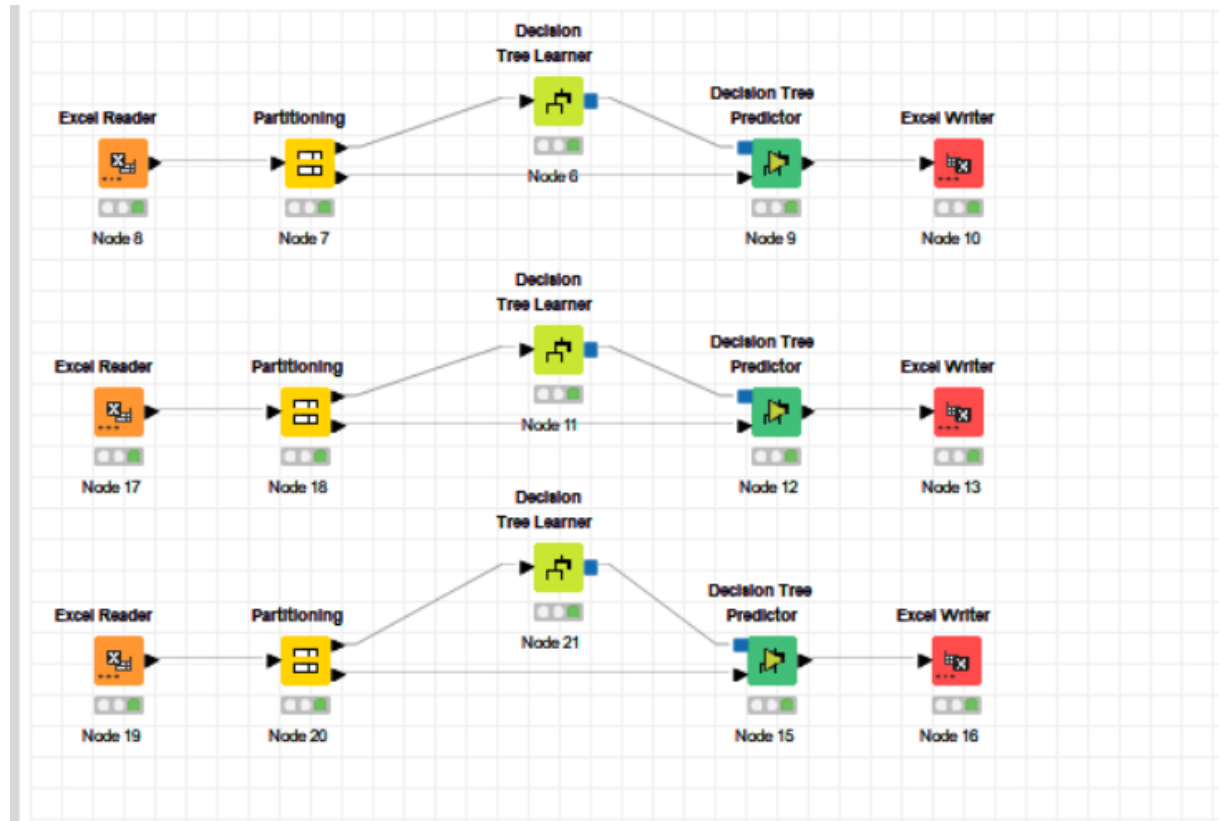 Decision
Tree Learner
Decision Tree
Predictor
Excel Reader
Partitioning
Excel Writer
Node 6
Node 8
Node 7
Node 9
Node 10
Decision
Tree Learner
Decision Tree
Predictor
Excel Reader
Partitioning
Excel Writer
Node 11
Node 17
Node 18
Node 12
Node 13
Decision
Tree Learner
Decision Tree
Predictor
Excel Reader
Partitioning
Excel Writer
Node 21
Node 19
Node 20
Node 15
Node 16